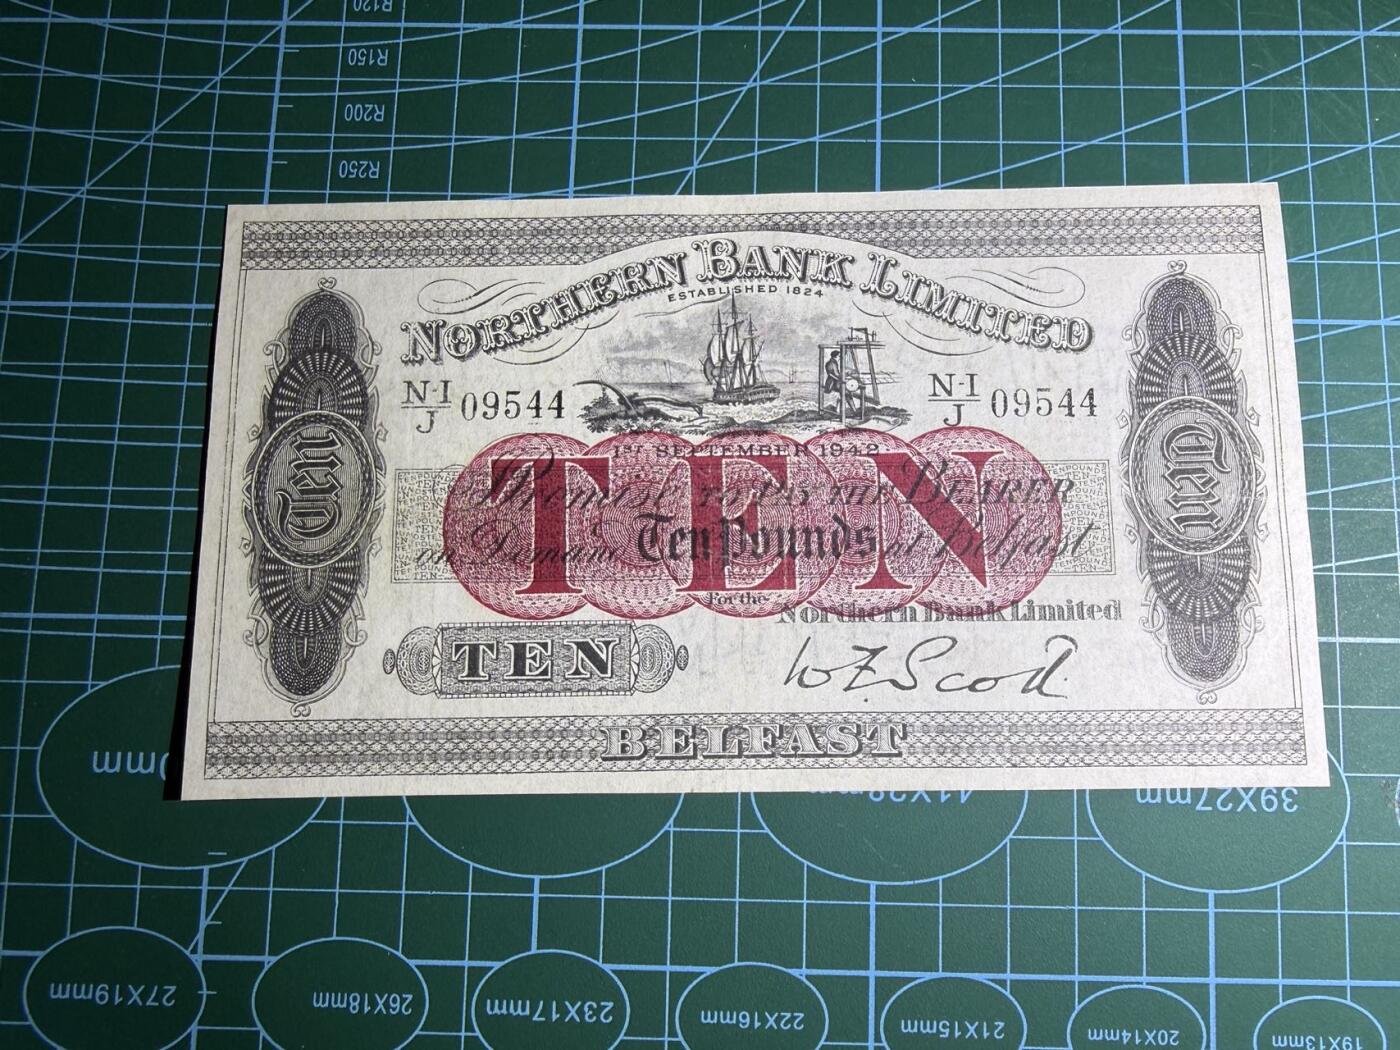 R120
R150
R200
R250
NORTHERN BANK LIMITED
ESTABLISHED 1824
N-I
J
09544
N-I
J
09544
Ten
Ten
1ST SEPTEMBER 1942
TEN
Promise TO PAY THE BEARER
on Demand Ten Pounds at Belfast
For the
Northern Bank Limited
TEN
W F Scott
BELFAST
39X27mm
27X19mm
26X18mm
23X17mm
22X16mm
21X15mm
20X14mm
19X13mm